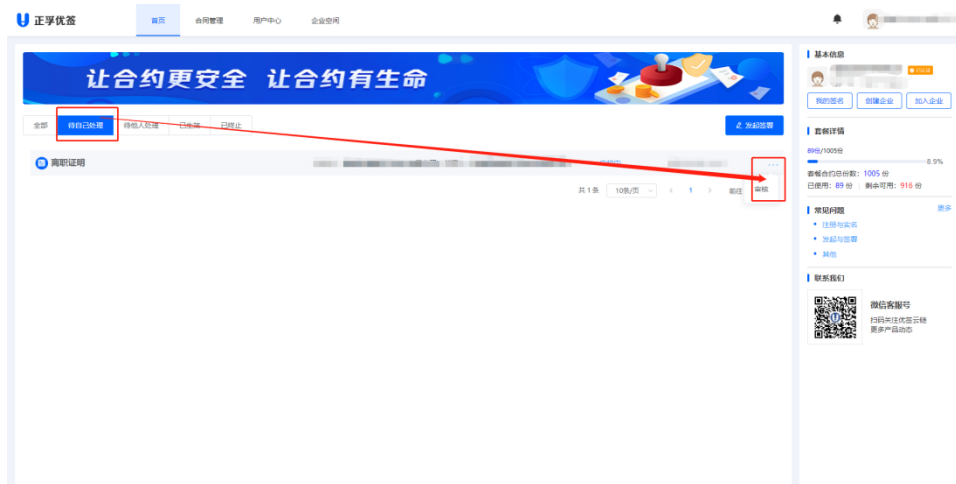 正孚优签
首页 合同管理 用户中心 企业空间
让合约更安全 让合约有生命
全部 待自己处理 待他人处理 已生效 已终止
发起签署
离职证明
审核
共1条 10条/页 1 前往
基本信息
我的签名 创建企业 加入企业
套餐详情
89份/1005份
8.9%
套餐合约总份数: 1005 份
已使用: 89 份 剩余可用: 916 份
常见问题 更多
注册与实名
发起与签署
其他
联系我们
微信客服号
扫码关注优签云链
更多产品动态